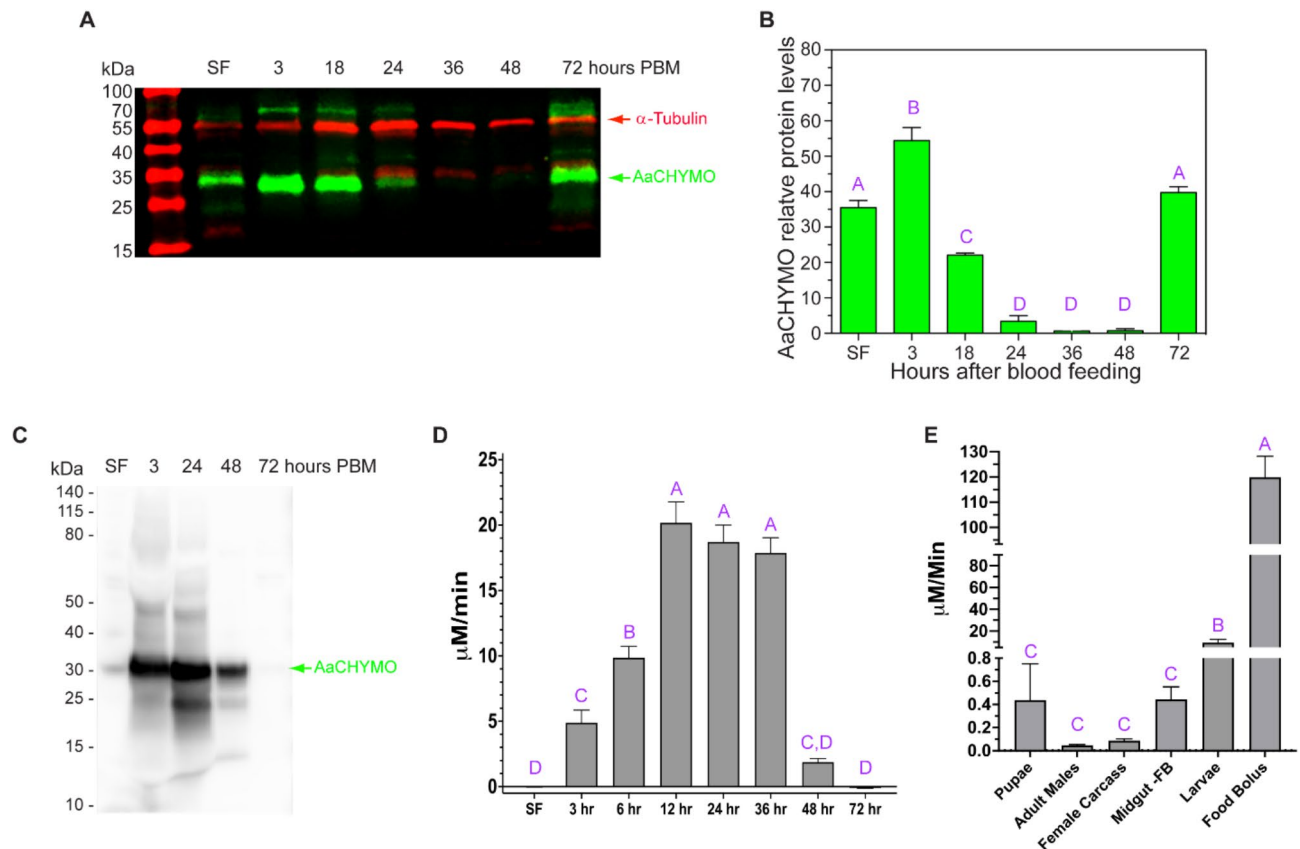 A
kDa SF 3 18 24 36 48 72 hours PBM
100
70
55
40
35
25
15
α-Tubulin
AaCHYMO
B
AaCHYMO relatve protein levels
80
70
60
50
40
30
20
10
0
A
B
C
D
D
D
A
SF 3 18 24 36 48 72
Hours after blood feeding
C
kDa SF 3 24 48 72 hours PBM
140 -
115 -
80 -
50 -
40 -
30 -
25 -
15 -
10 -
AaCHYMO
D
μM/min
25
20
15
10
5
0
D
C
B
A
A
A
C,D
D
SF 3 hr 6 hr 12 hr 24 hr 36 hr 48 hr 72 hr
E
μM/Min
130
120
110
100
80
60
40
20
10
0.8
0.6
0.4
0.2
0.0
C
C
C
C
B
A
Pupae
Adult Males
Female Carcass
Midgut -FB
Larvae
Food Bolus